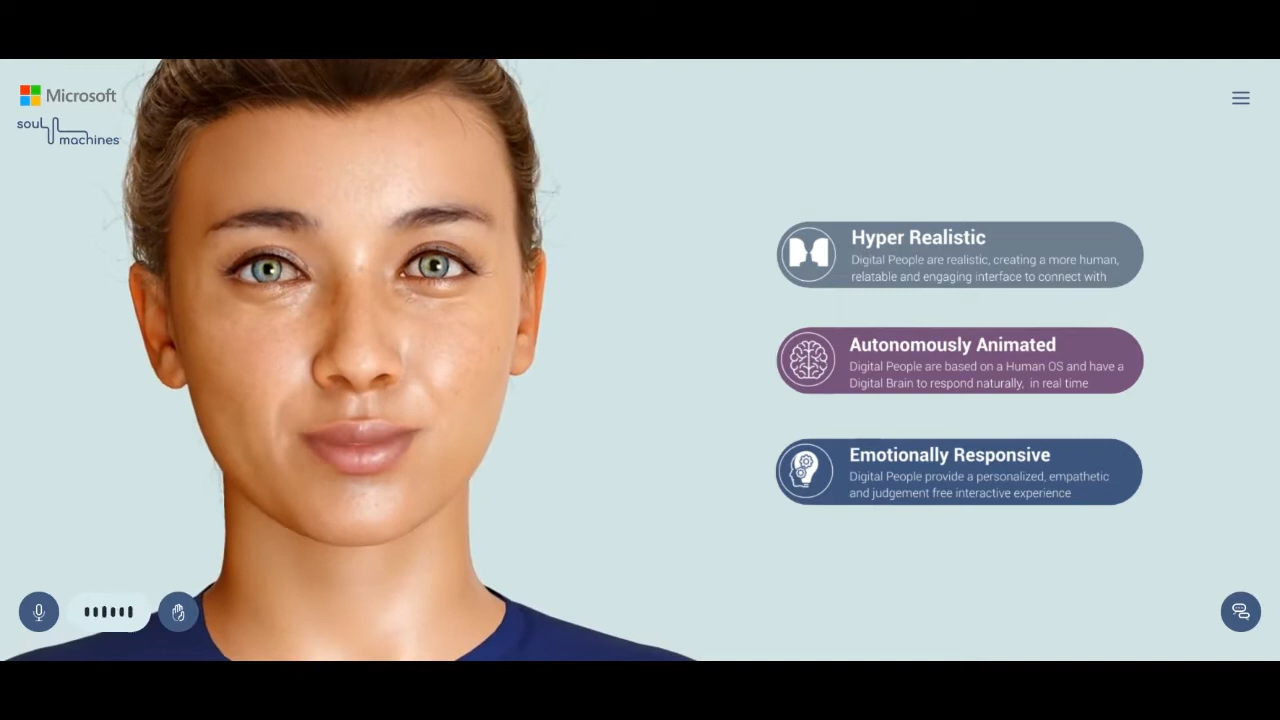 Microsoft
soul
machines
Hyper Realistic
Digital People are realistic, creating a more human,
relatable and engaging interface to connect with
Autonomously Animated
Digital People are based on a Human OS and have a
Digital Brain to respond naturally, in real time
Emotionally Responsive
Digital People provide a personalized, empathetic
and judgement free interactive experience